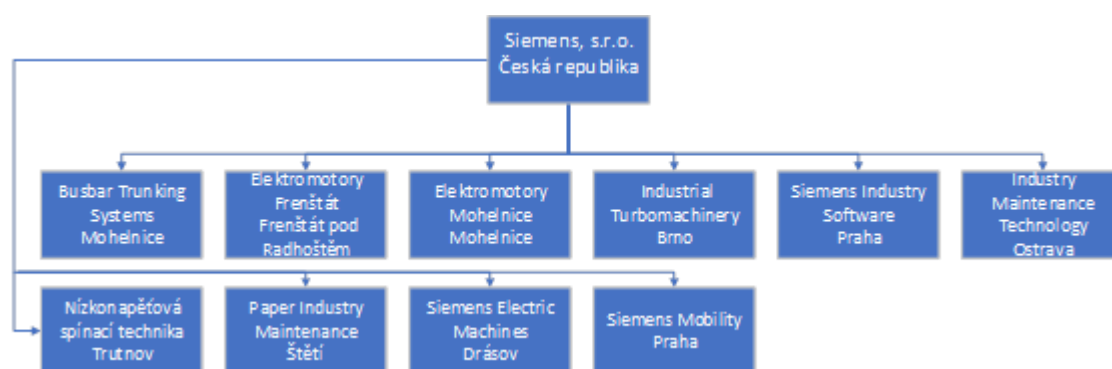 Siemens, s.r.o.
Česká republika
Busbar Trunking
Systems
Mohelnice
Elektromotory
Frenštát
Frenštát pod
Radhoštěm
Elektromotory
Mohelnice
Mohelnice
Industrial
Turbomachinery
Brno
Siemens Industry
Software
Praha
Industry
Maintenance
Technology
Ostrava
Nízkonapěťová
spínací technika
Trutnov
Paper Industry
Maintenance
Štětí
Siemens Electric
Machines
Drásov
Siemens Mobility
Praha